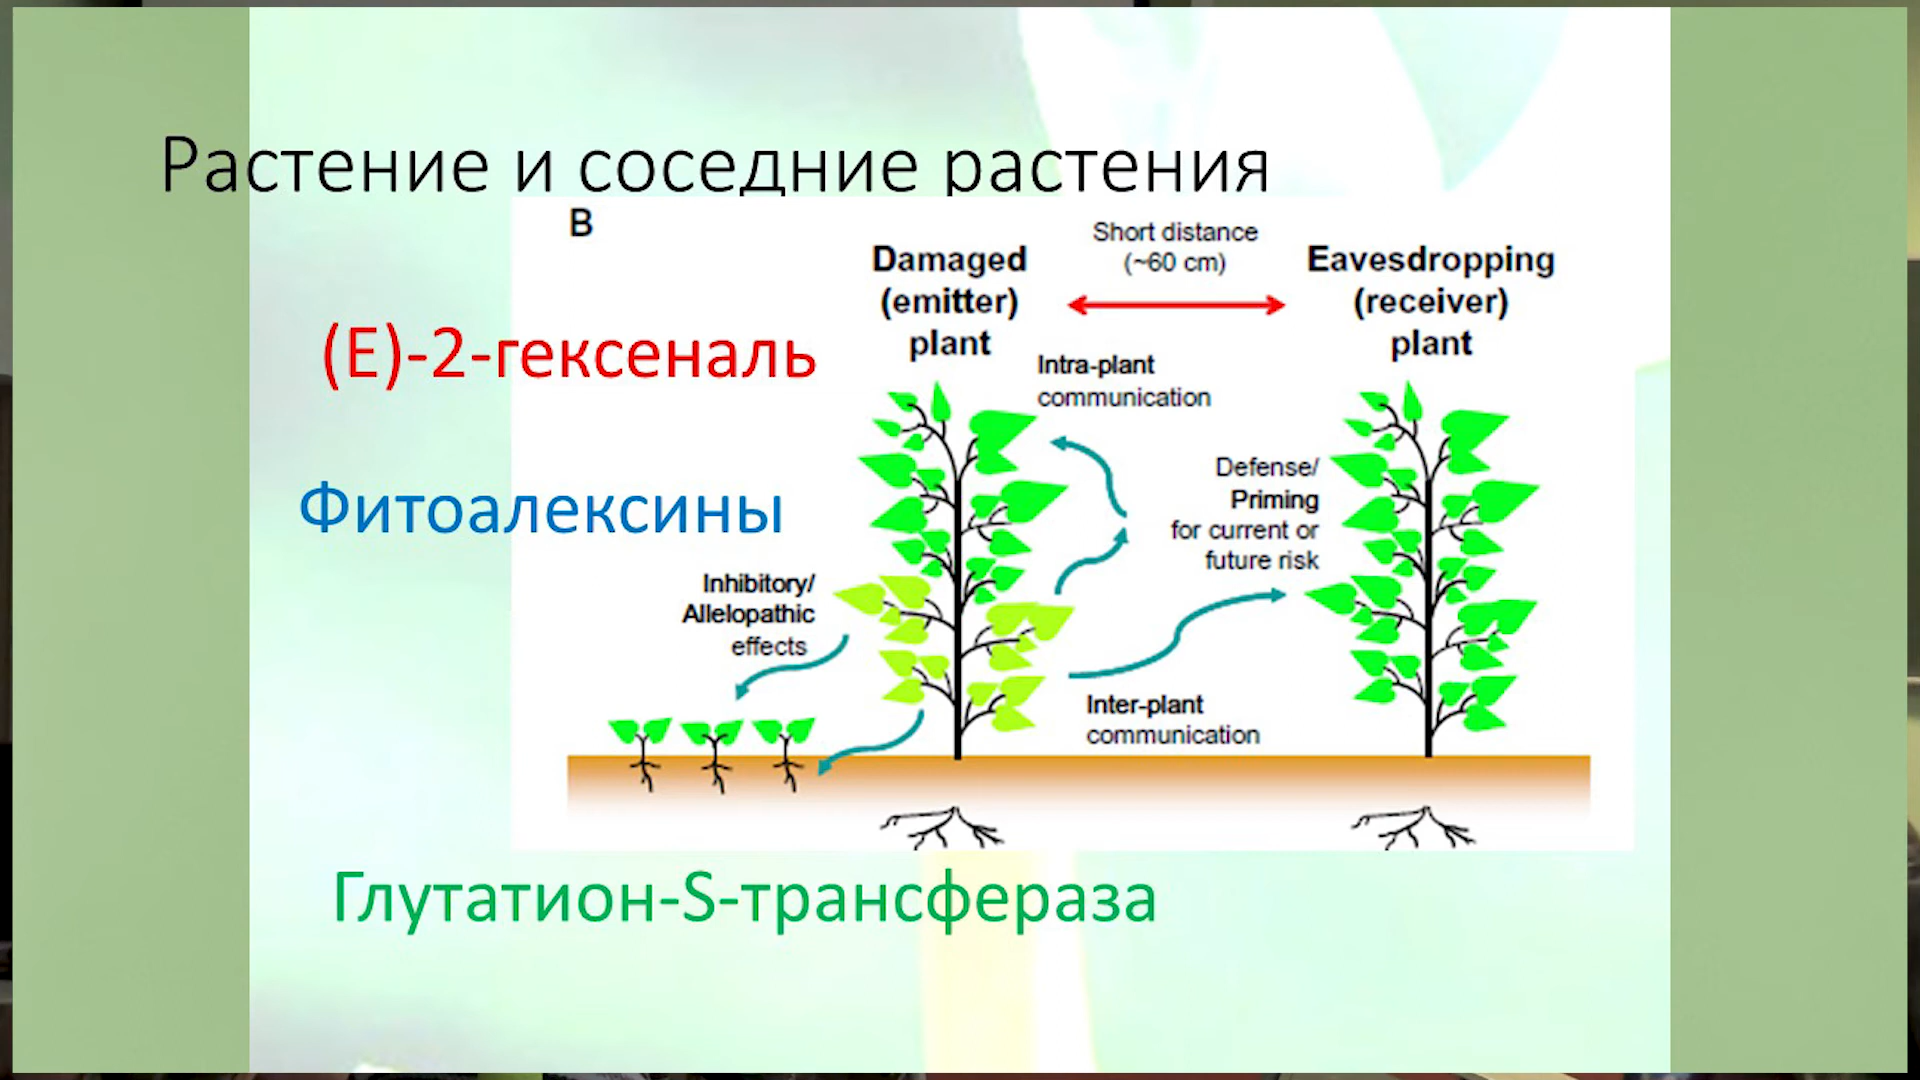 Растение и соседние растения
B
Short distance
(~60 cm)
Damaged
(emitter)
plant
Eavesdropping
(receiver)
plant
(E)-2-гексеналь
Intra-plant
communication
Фитоалексины
Defense/
Priming
for current or
future risk
Inhibitory/
Allelopathic
effects
Inter-plant
communication
Глутатион-S-трансфераза